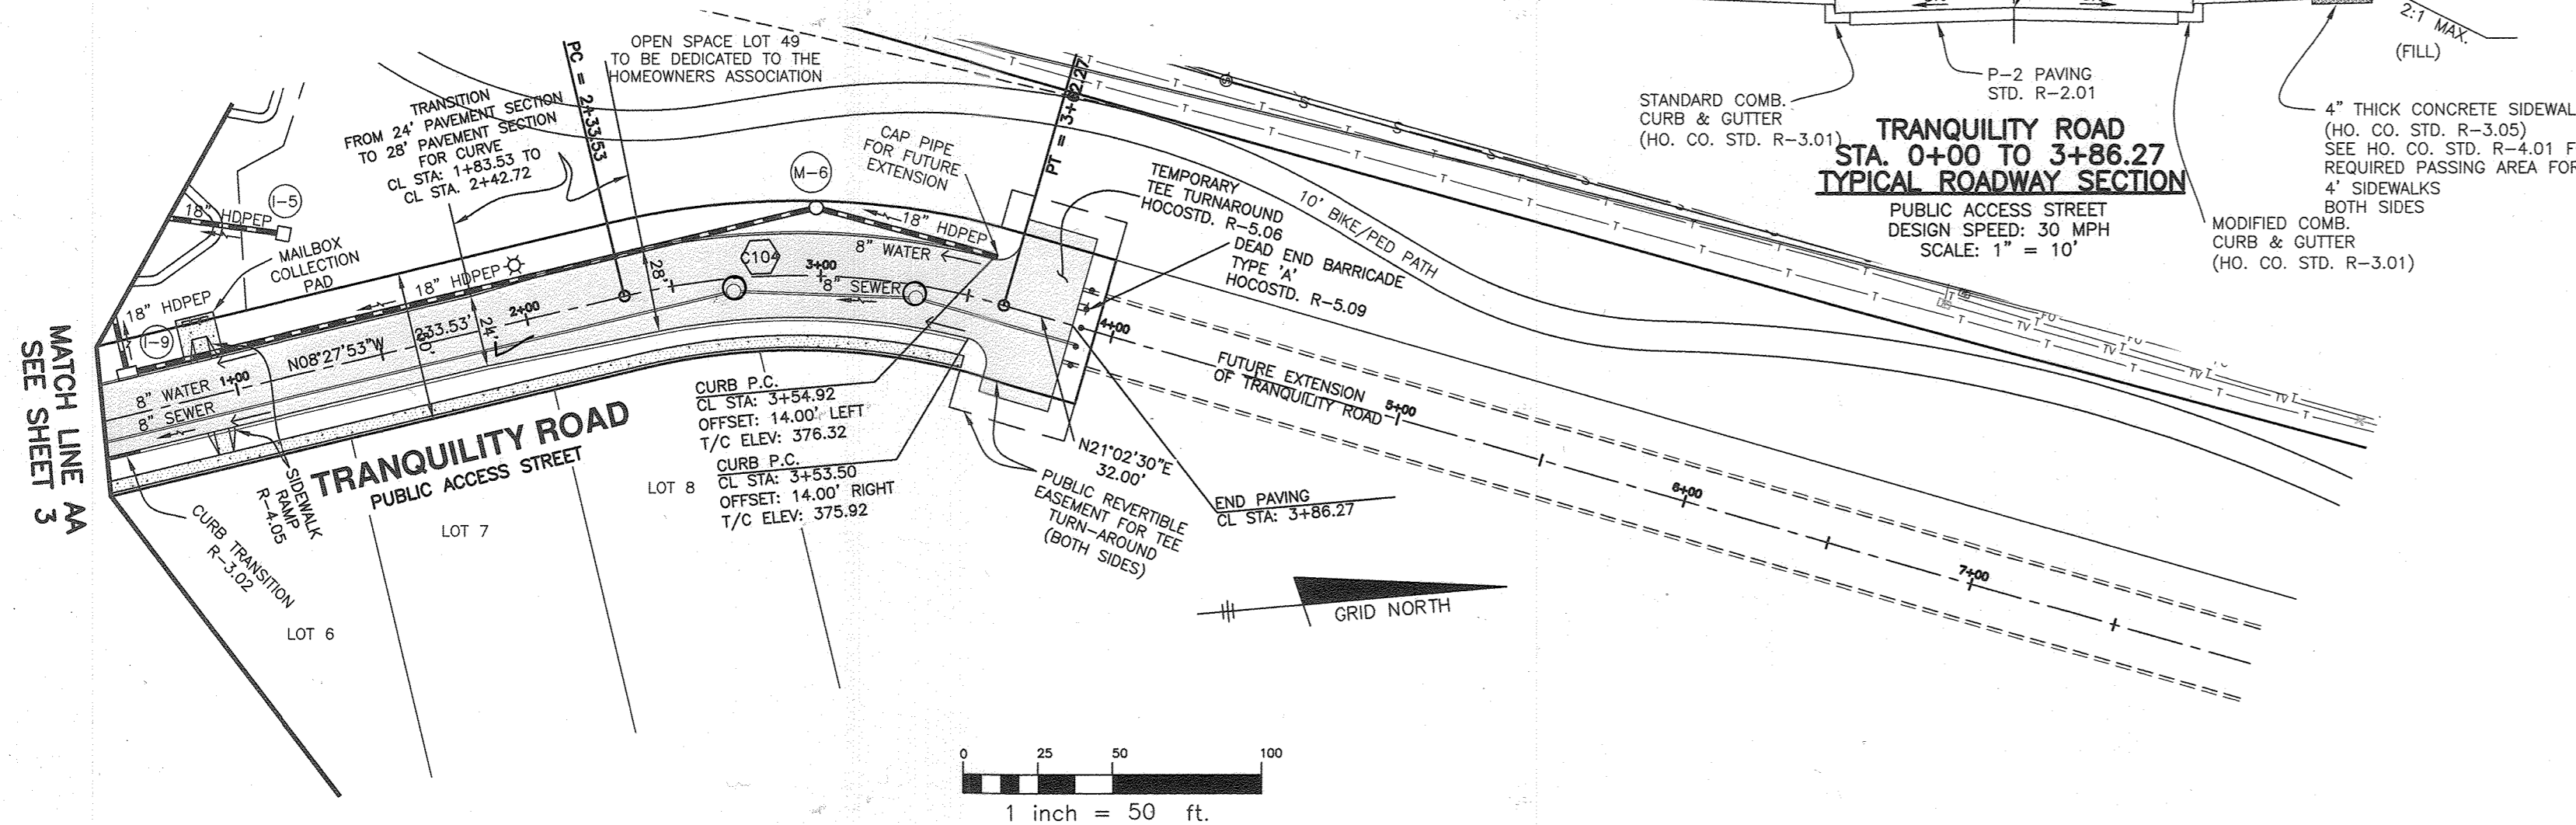 MATCH LINE AA
SEE SHEET 3
18" HDPEP
I-5
MAILBOX
COLLECTION
PAD
18" HDPEP
I-9
TRANSITION
FROM 24' PAVEMENT SECTION
TO 28' PAVEMENT SECTION
FOR CURVE
CL STA: 1+83.53 TO
CL STA. 2+42.72
PC = 2+33.53
OPEN SPACE LOT 49
TO BE DEDICATED TO THE
HOMEOWNERS ASSOCIATION
M-6
CAP PIPE
FOR FUTURE
EXTENSION
PT = 3+62.27
18" HDPEP
18" HDPEP
8" WATER
C104
3+00
8" SEWER
28'
2+00
24'
233.53'
N08°27'53"W
1+00
8" WATER
8" SEWER
TRANQUILITY ROAD
PUBLIC ACCESS STREET
SIDEWALK
RAMP
R-4.05
CURB TRANSITION
R-3.02
LOT 6
LOT 7
LOT 8
CURB P.C.
CL STA: 3+54.92
OFFSET: 14.00' LEFT
T/C ELEV: 376.32
CURB P.C.
CL STA: 3+53.50
OFFSET: 14.00' RIGHT
T/C ELEV: 375.92
TEMPORARY
TEE TURNAROUND
HOCOSTD. R-5.06
DEAD END BARRICADE
TYPE 'A'
HOCOSTD. R-5.09
10' BIKE/PED PATH
4+00
FUTURE EXTENSION
OF TRANQUILITY ROAD
5+00
6+00
7+00
N21°02'30"E
32.00'
PUBLIC REVERTIBLE
EASEMENT FOR TEE
TURN-AROUND
(BOTH SIDES)
END PAVING
CL STA: 3+86.27
GRID NORTH
0 25 50 100
1 inch = 50 ft.
STANDARD COMB.
CURB & GUTTER
(HO. CO. STD. R-3.01)
P-2 PAVING
STD. R-2.01
TRANQUILITY ROAD
STA. 0+00 TO 3+86.27
TYPICAL ROADWAY SECTION
PUBLIC ACCESS STREET
DESIGN SPEED: 30 MPH
SCALE: 1" = 10'
2:1 MAX.
(FILL)
4" THICK CONCRETE SIDEWAL
(HO. CO. STD. R-3.05)
SEE HO. CO. STD. R-4.01 F
REQUIRED PASSING AREA FOR
4' SIDEWALKS
BOTH SIDES
MODIFIED COMB.
CURB & GUTTER
(HO. CO. STD. R-3.01)